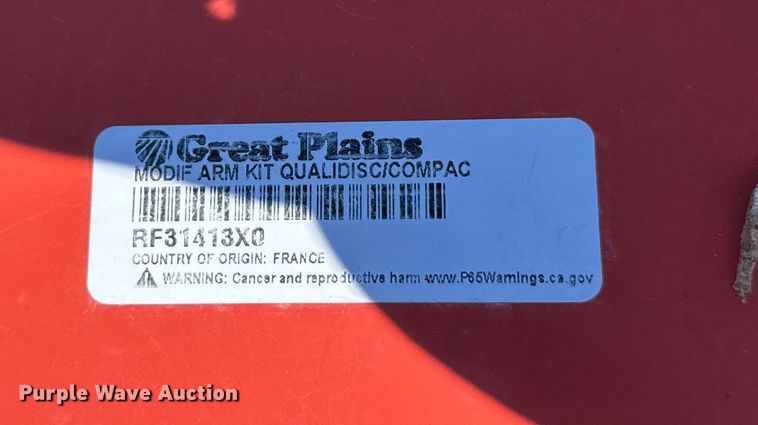 Great Plains
MODIF ARM KIT QUALIDISC/COMPAC
RF31413X0
COUNTRY OF ORIGIN: FRANCE
WARNING: Cancer and reproductive harm www.P65Warnings.ca.gov
Purple Wave Auction